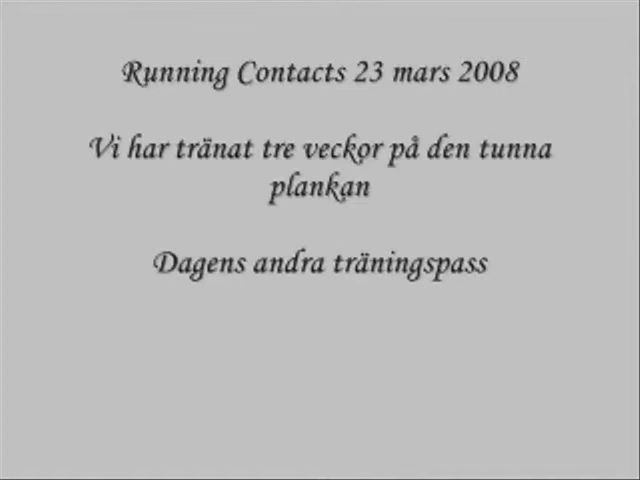 Running Contacts 23 mars 2008
Vi har tränat tre veckor på den tunna
plankan
Dagens andra träningspass